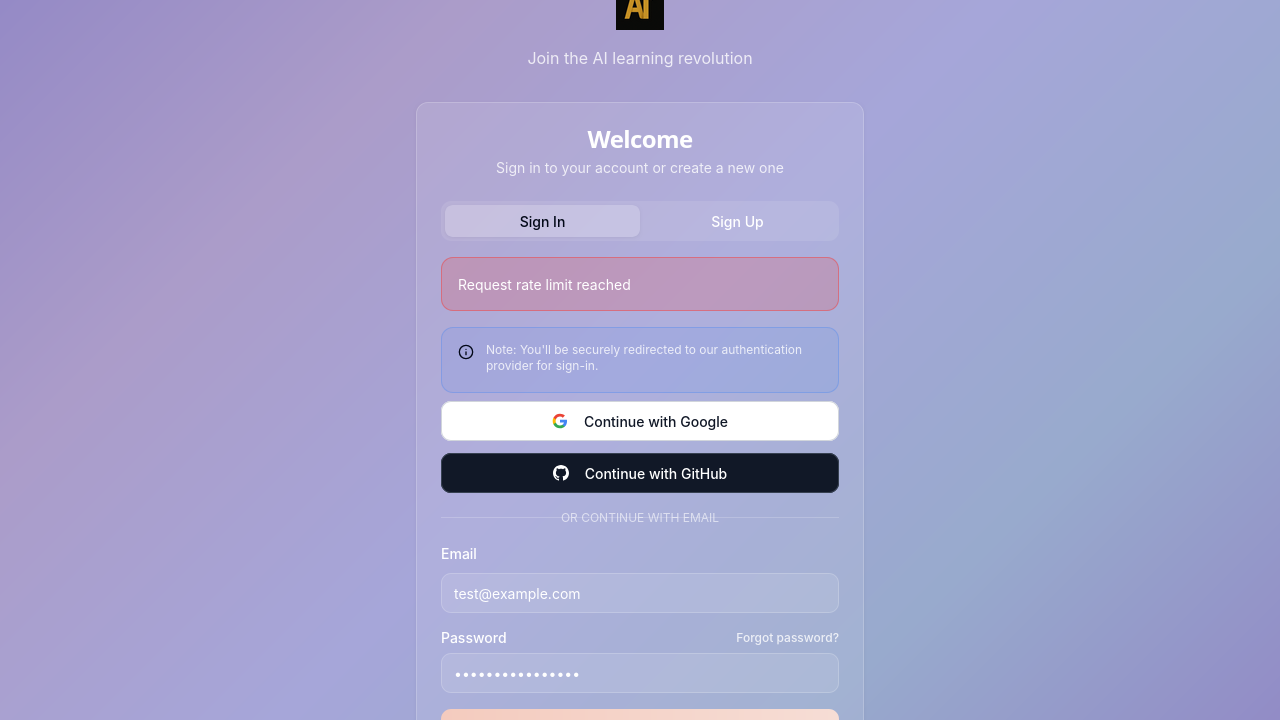 AI
Join the AI learning revolution
Welcome
Sign in to your account or create a new one
Sign In
Sign Up
Request rate limit reached
Note: You'll be securely redirected to our authentication
provider for sign-in.
Continue with Google
Continue with GitHub
OR CONTINUE WITH EMAIL
Email
test@example.com
Password
Forgot password?
••••••••••••••••